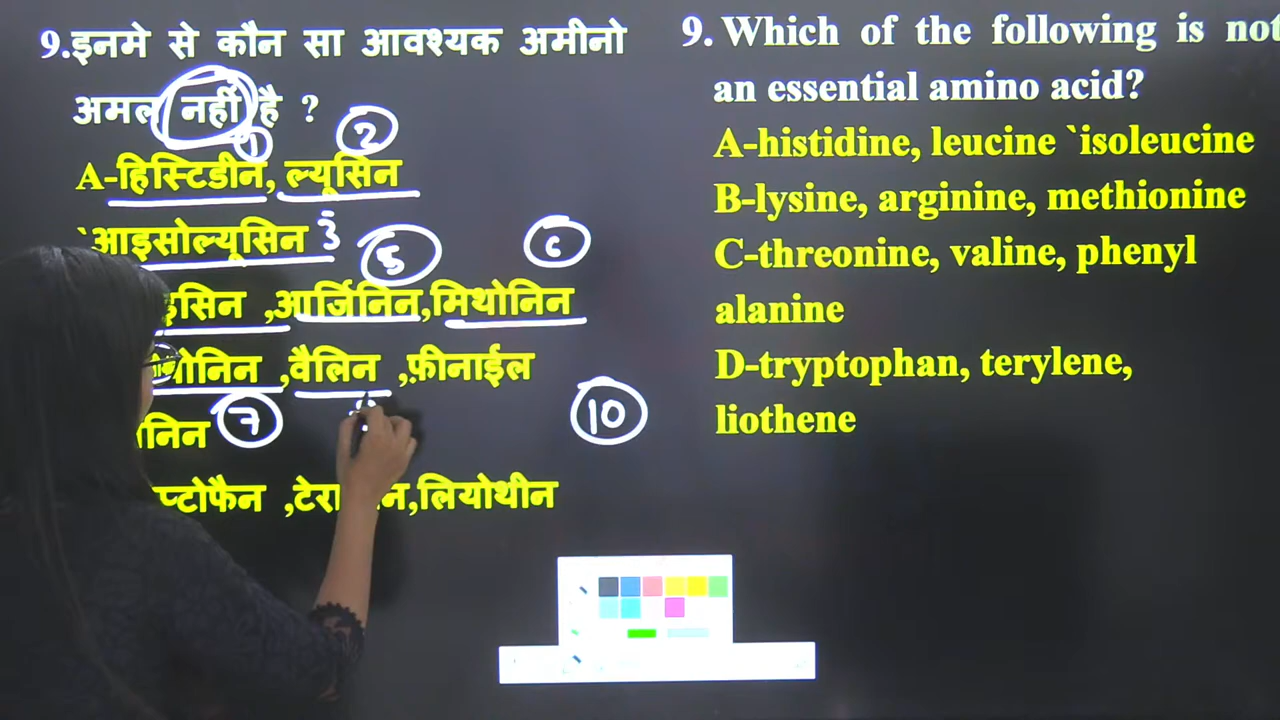 9.इनमे से कौन सा आवश्यक अमीनो
अमल नहीं है ?
1
2
A-हिस्टिडीन, ल्यूसिन
`आइसोल्यूसिन 3
5
6
,आर्जिनिन,मिथोनिन
,वैलिन ,फ़ीनाईल
7
10
,लियोथीन
9. Which of the following is not
an essential amino acid?
A-histidine, leucine `isoleucine
B-lysine, arginine, methionine
C-threonine, valine, phenyl
alanine
D-tryptophan, terylene,
liothene